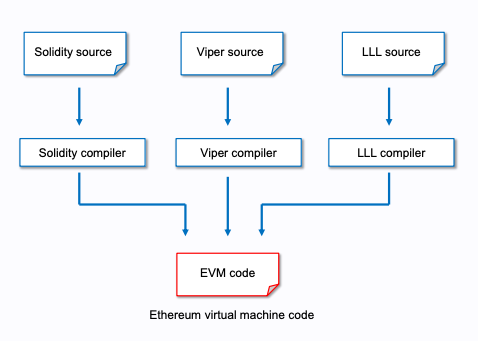 Solidity source
Viper source
LLL source
Solidity compiler
Viper compiler
LLL compiler
EVM code
Ethereum virtual machine code